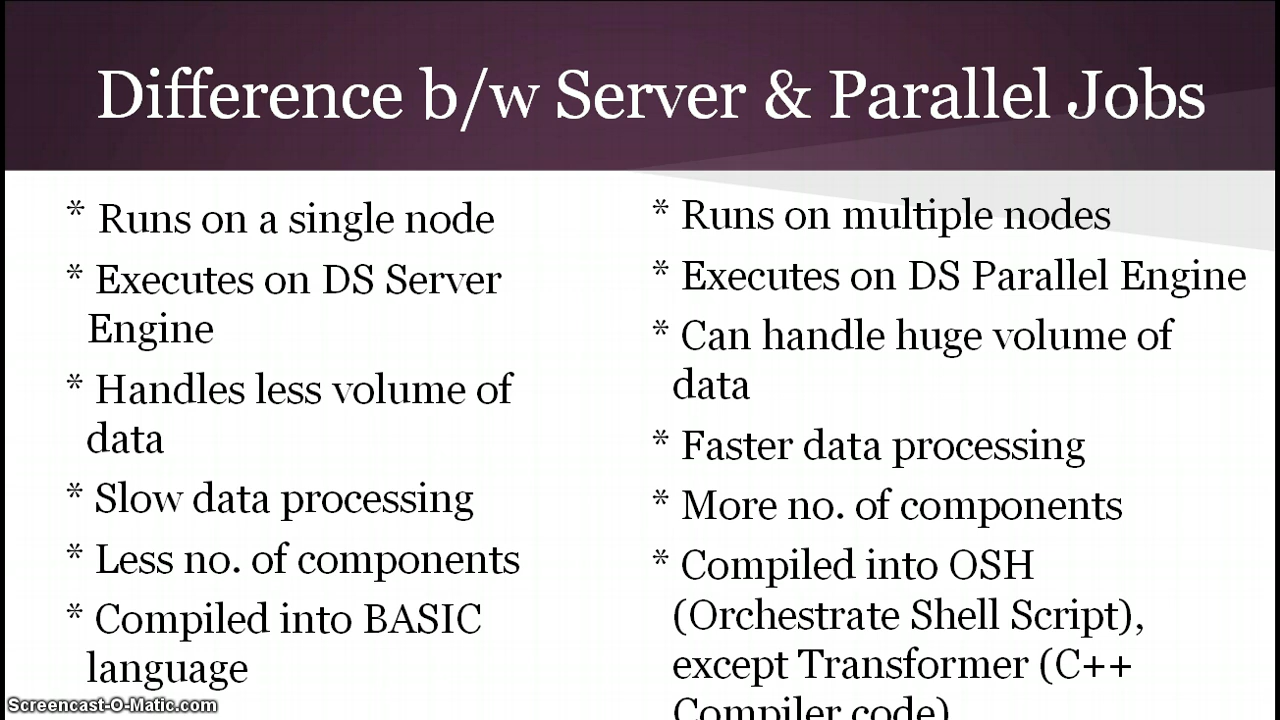 Difference b/w Server & Parallel Jobs
* Runs on a single node
* Executes on DS Server
Engine
* Handles less volume of
data
* Slow data processing
* Less no. of components
* Compiled into BASIC
language
* Runs on multiple nodes
* Executes on DS Parallel Engine
* Can handle huge volume of
data
* Faster data processing
* More no. of components
* Compiled into OSH
(Orchestrate Shell Script),
except Transformer (C++
Compiler code)
Screencast-O-Matic.com